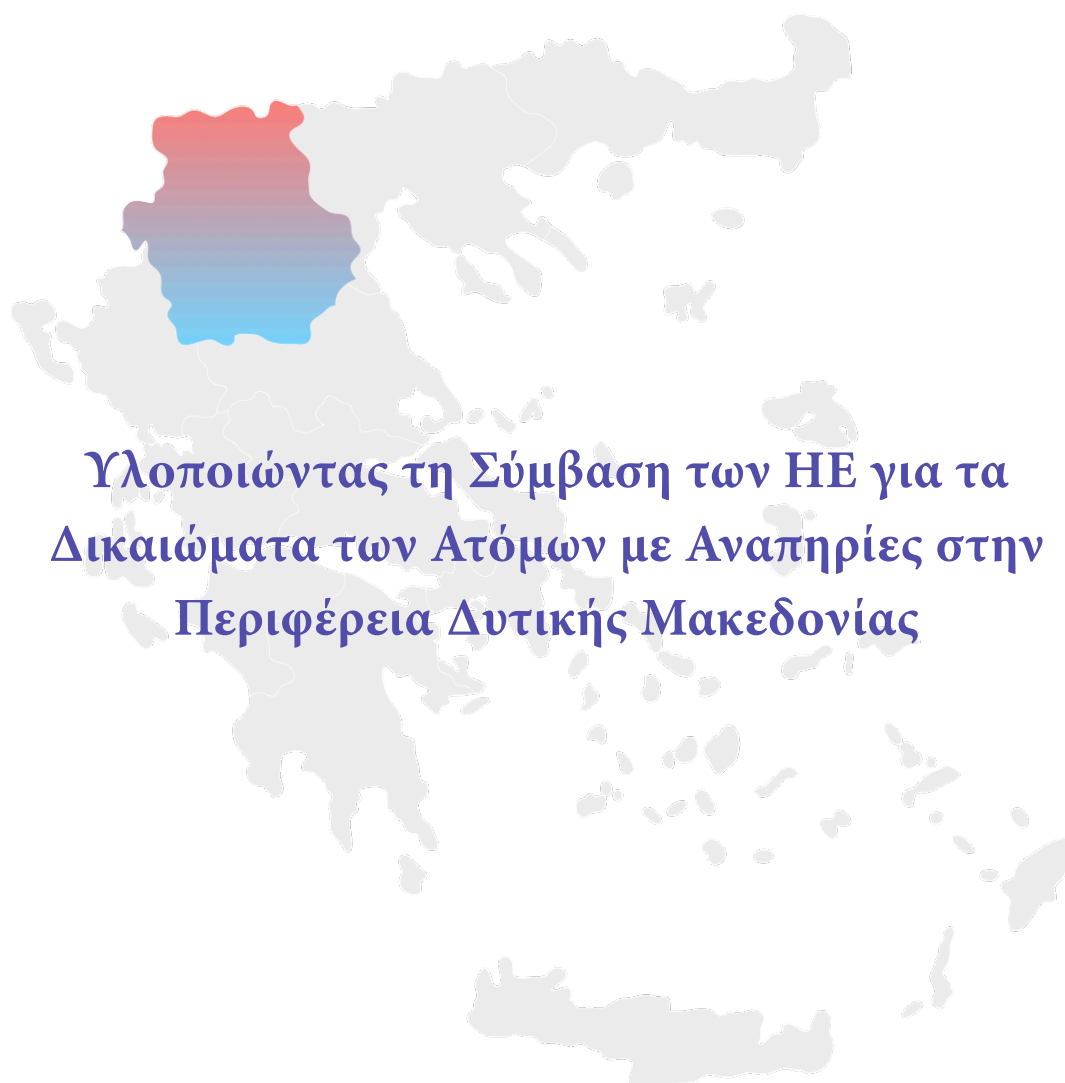 Υλοποιώντας τη Σύμβαση των ΗΕ για τα
Δικαιώματα των Ατόμων με Αναπηρίες στην
Περιφέρεια Δυτικής Μακεδονίας